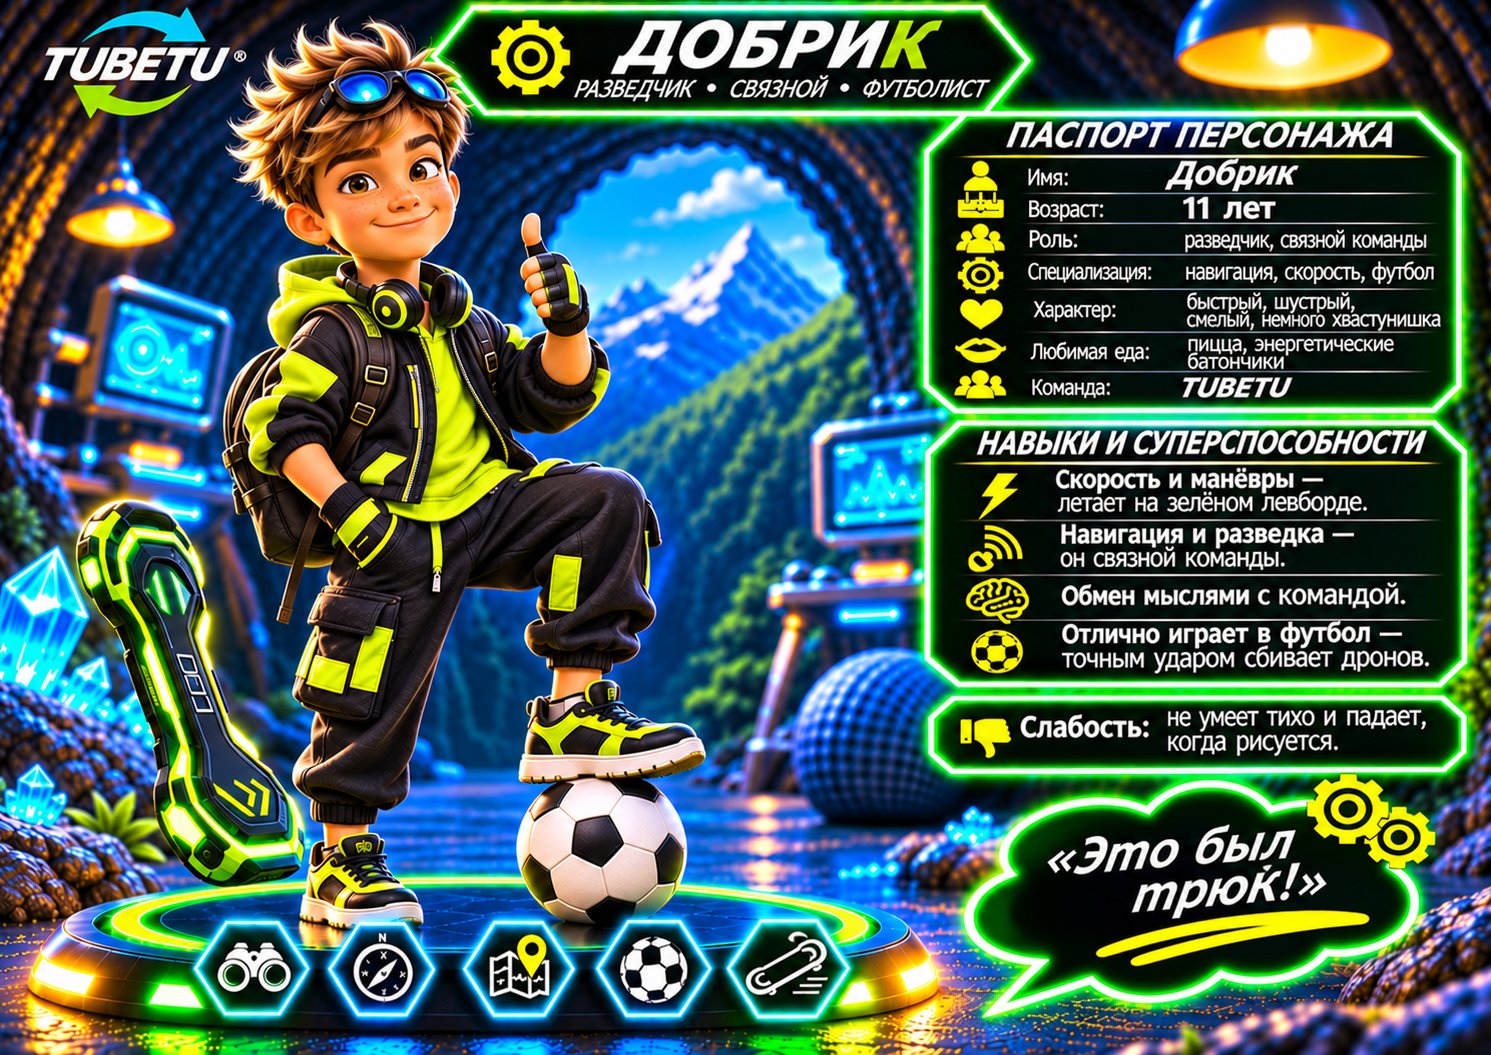 TUBETU®
ДОБРИК
РАЗВЕДЧИК • СВЯЗНОЙ • ФУТБОЛИСТ
ПАСПОРТ ПЕРСОНАЖА
Имя: Добрик
Возраст: 11 лет
Роль: разведчик, связной команды
Специализация: навигация, скорость, футбол
Характер: быстрый, шустрый,
смелый, немного хвастунишка
Любимая еда: пицца, энергетические
батончики
Команда: TUBETU
НАВЫКИ И СУПЕРСПОСОБНОСТИ
Скорость и манёвры —
летает на зелёном левборде.
Навигация и разведка —
он связной команды.
Обмен мыслями с командой.
Отлично играет в футбол —
точным ударом сбивает дронов.
Слабость: не умеет тихо и падает,
когда рисуется.
«Это был
трюк!»
N